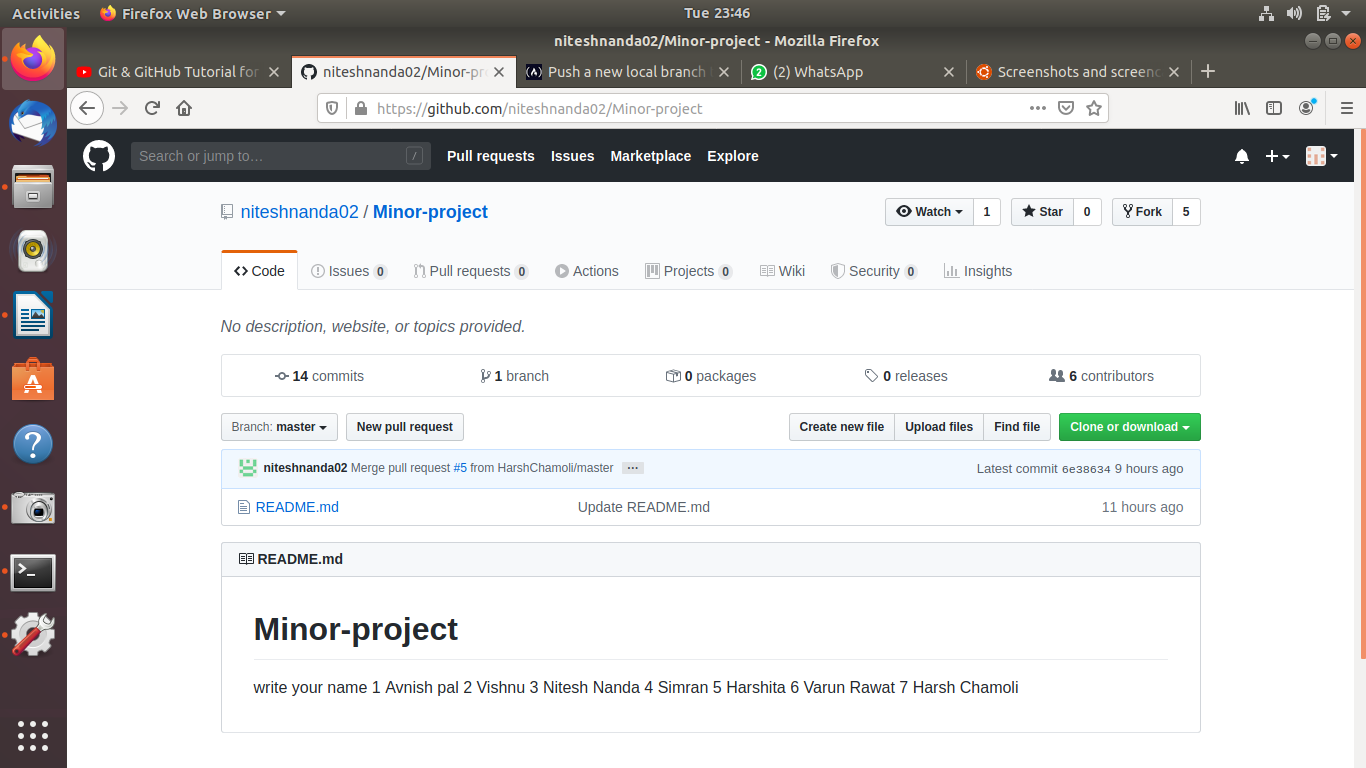 Activities Firefox Web Browser Tue 23:46
niteshnanda02/Minor-project - Mozilla Firefox
Git & GitHub Tutorial for niteshnanda02/Minor-pr Push a new local branch (2) WhatsApp Screenshots and screenc
https://github.com/niteshnanda02/Minor-project
Search or jump to… / Pull requests Issues Marketplace Explore
niteshnanda02 / Minor-project Watch 1 Star 0 Fork 5
Code Issues 0 Pull requests 0 Actions Projects 0 Wiki Security 0 Insights
No description, website, or topics provided.
14 commits 1 branch 0 packages 0 releases 6 contributors
Branch: master New pull request Create new file Upload files Find file Clone or download
niteshnanda02 Merge pull request #5 from HarshChamoli/master … Latest commit 6e38634 9 hours ago
README.md Update README.md 11 hours ago
README.md
Minor-project
write your name 1 Avnish pal 2 Vishnu 3 Nitesh Nanda 4 Simran 5 Harshita 6 Varun Rawat 7 Harsh Chamoli